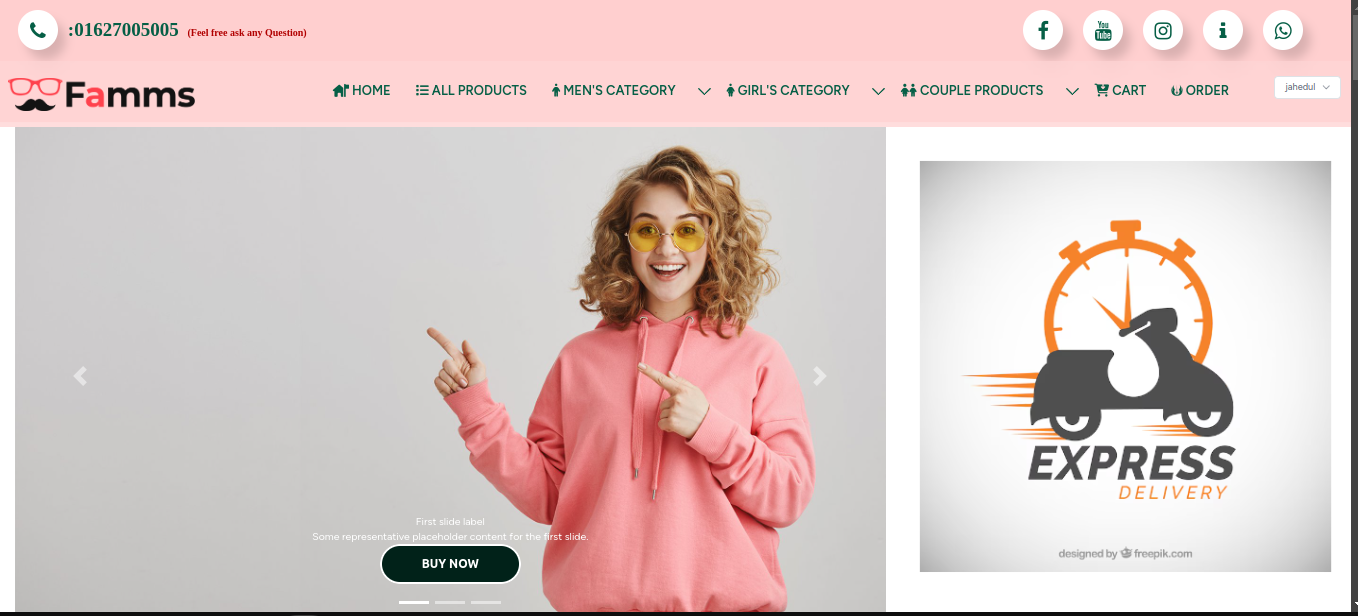 :01627005005 (Feel free ask any Question)
You
Tube
Famms
HOME
ALL PRODUCTS
MEN'S CATEGORY
GIRL'S CATEGORY
COUPLE PRODUCTS
CART
ORDER
jahedul
EXPRESS
DELIVERY
designed by freepik.com
First slide label
Some representative placeholder content for the first slide.
BUY NOW